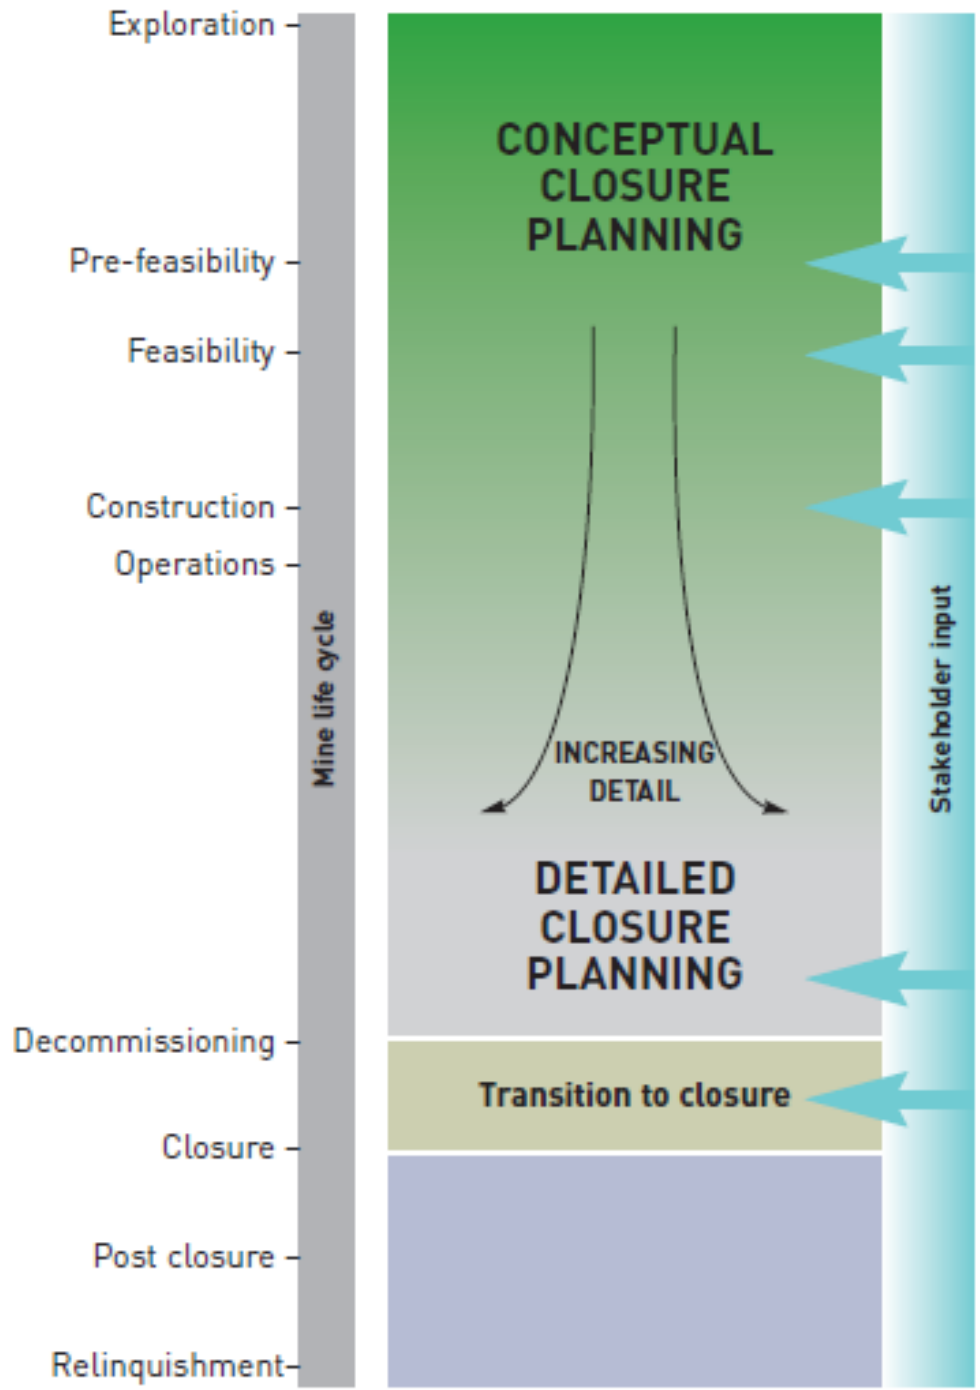 Exploration
CONCEPTUAL
CLOSURE
PLANNING
Pre-feasibility
Feasibility
Construction
Operations
Mine life cycle
Stakeholder input
INCREASING
DETAIL
DETAILED
CLOSURE
PLANNING
Decommissioning
Transition to closure
Closure
Post closure
Relinquishment